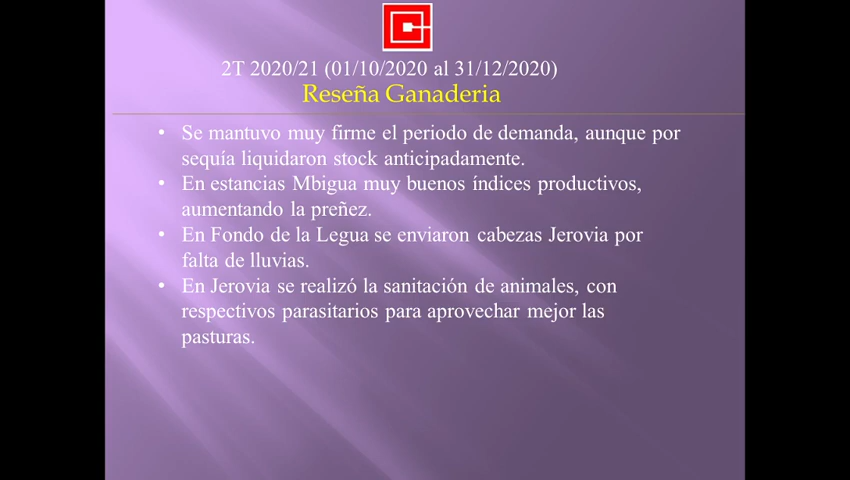 2T 2020/21 (01/10/2020 al 31/12/2020)
Reseña Ganaderia
• Se mantuvo muy firme el periodo de demanda, aunque por
sequía liquidaron stock anticipadamente.
• En estancias Mbigua muy buenos índices productivos,
aumentando la preñez.
• En Fondo de la Legua se enviaron cabezas Jerovia por
falta de lluvias.
• En Jerovia se realizó la sanitación de animales, con
respectivos parasitarios para aprovechar mejor las
pasturas.